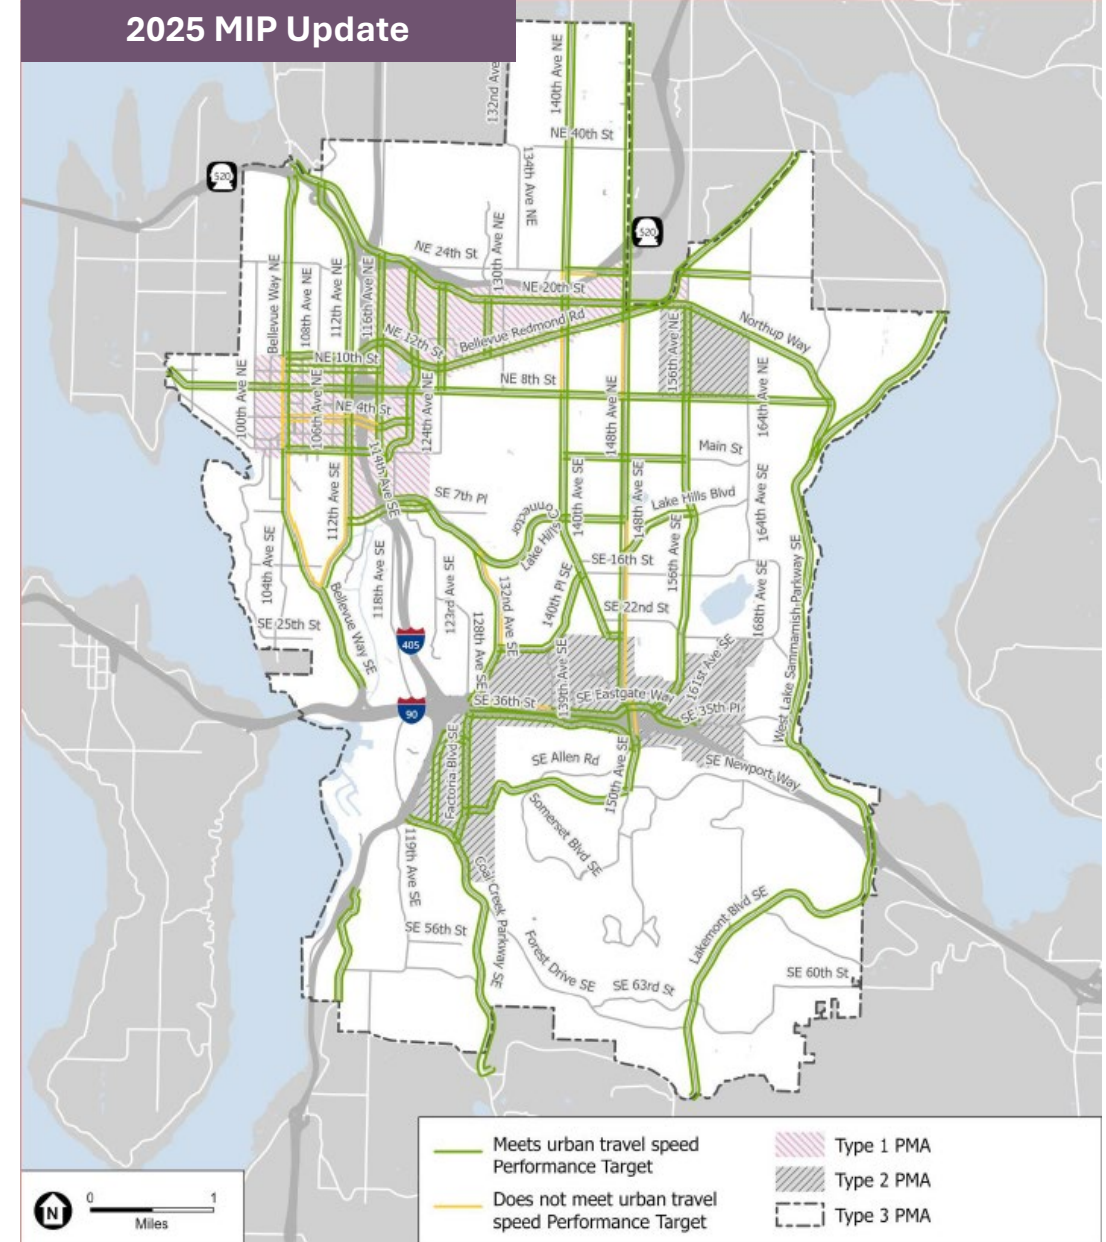 2025 MIP Update
132nd Ave
140th Ave NE
NE 40th St
134th Ave NE
520
520
130th Ave NE
NE 24th St
NE 20th St
Bellevue Way NE
108th Ave NE
112th Ave NE
116th Ave NE
NE 12th St
Bellevue Redmond Rd
Northup Way
156th Ave NE
NE 10th St
NE 8th St
100th Ave NE
106th Ave NE
NE 4th St
124th Ave NE
148th Ave NE
164th Ave NE
Main St
114th Ave SE
112th Ave SE
SE 7th Pl
Lake Hills Connector
140th Ave SE
148th Ave SE
Lake Hills Blvd
164th Ave SE
156th Ave SE
SE 16th St
104th Ave SE
118th Ave SE
123rd Ave SE
128th Ave SE
132nd Ave SE
140th Pl SE
SE 22nd St
168th Ave SE
West Lake Sammamish Parkway SE
Bellevue Way SE
SE 25th St
405
90
139th Ave SE
161st Ave SE
SE 36th St
SE Eastgate Way
SE 35th Pl
Factoria Blvd SE
SE Allen Rd
150th Ave SE
SE Newport Way
Somerset Blvd SE
119th Ave SE
Coal Creek Parkway SE
SE 56th St
Forest Drive SE
SE 63rd St
Lakemont Blvd SE
SE 60th St
Meets urban travel speed
Performance Target
Does not meet urban travel
speed Performance Target
Type 1 PMA
Type 2 PMA
Type 3 PMA
N
0 1
Miles